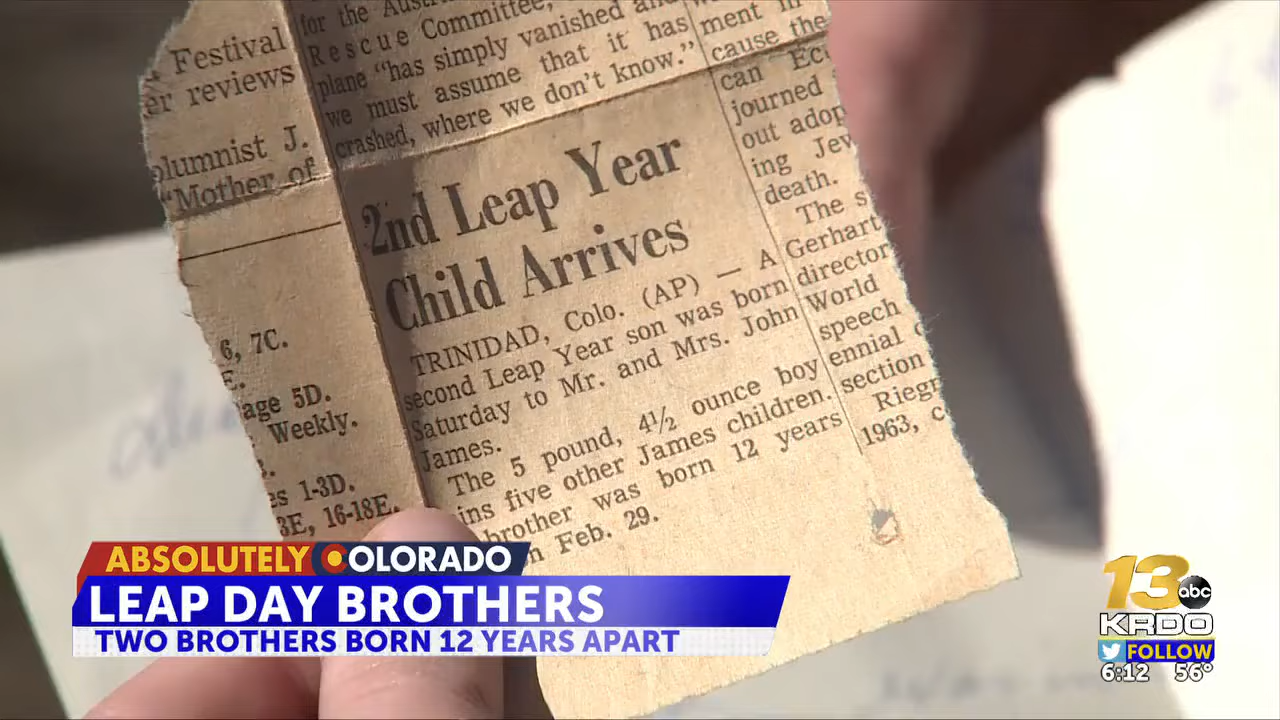 Festival
er reviews
olumnist J.
"Mother of
6, 7C.
E.
age 5D.
Weekly.
es 1-3D.
3E, 16-18E.
for the
Rescue Committee,
plane "has simply vanished and
we must assume that it has
crashed, where we don't know."
2nd Leap Year
Child Arrives
TRINIDAD, Colo. (AP) — A
second Leap Year son was born
Saturday to Mr. and Mrs. John
James.
The 5 pound, 4½ ounce boy
ins five other James children.
brother was born 12 years
n Feb. 29.
ment in
cause the
can Ecu
journed
out adop
ing Jew
death.
The s
Gerhart
director
World
speech
ennial
section
Riegn
1963, c
ABSOLUTELY COLORADO
LEAP DAY BROTHERS
TWO BROTHERS BORN 12 YEARS APART
13 abc
KRDO
FOLLOW
6:12 56°